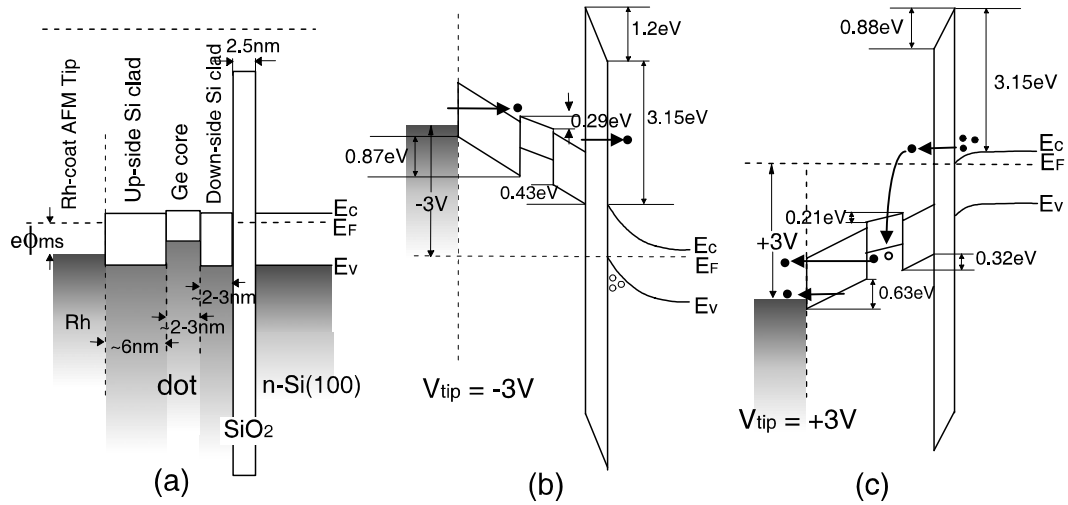 2.5nm
Rh-coat AFM Tip
Up-side Si clad
Ge core
Down-side Si clad
Ec
EF
eϕms
Ev
~2-3nm
Rh
~2-3nm
~6nm
dot
n-Si(100)
SiO2
(a)
1.2eV
0.29eV
3.15eV
0.87eV
0.43eV
-3V
Ec
EF
Ev
Vtip = -3V
(b)
0.88eV
3.15eV
Ec
EF
0.21eV
Ev
+3V
0.32eV
0.63eV
Vtip = +3V
(c)